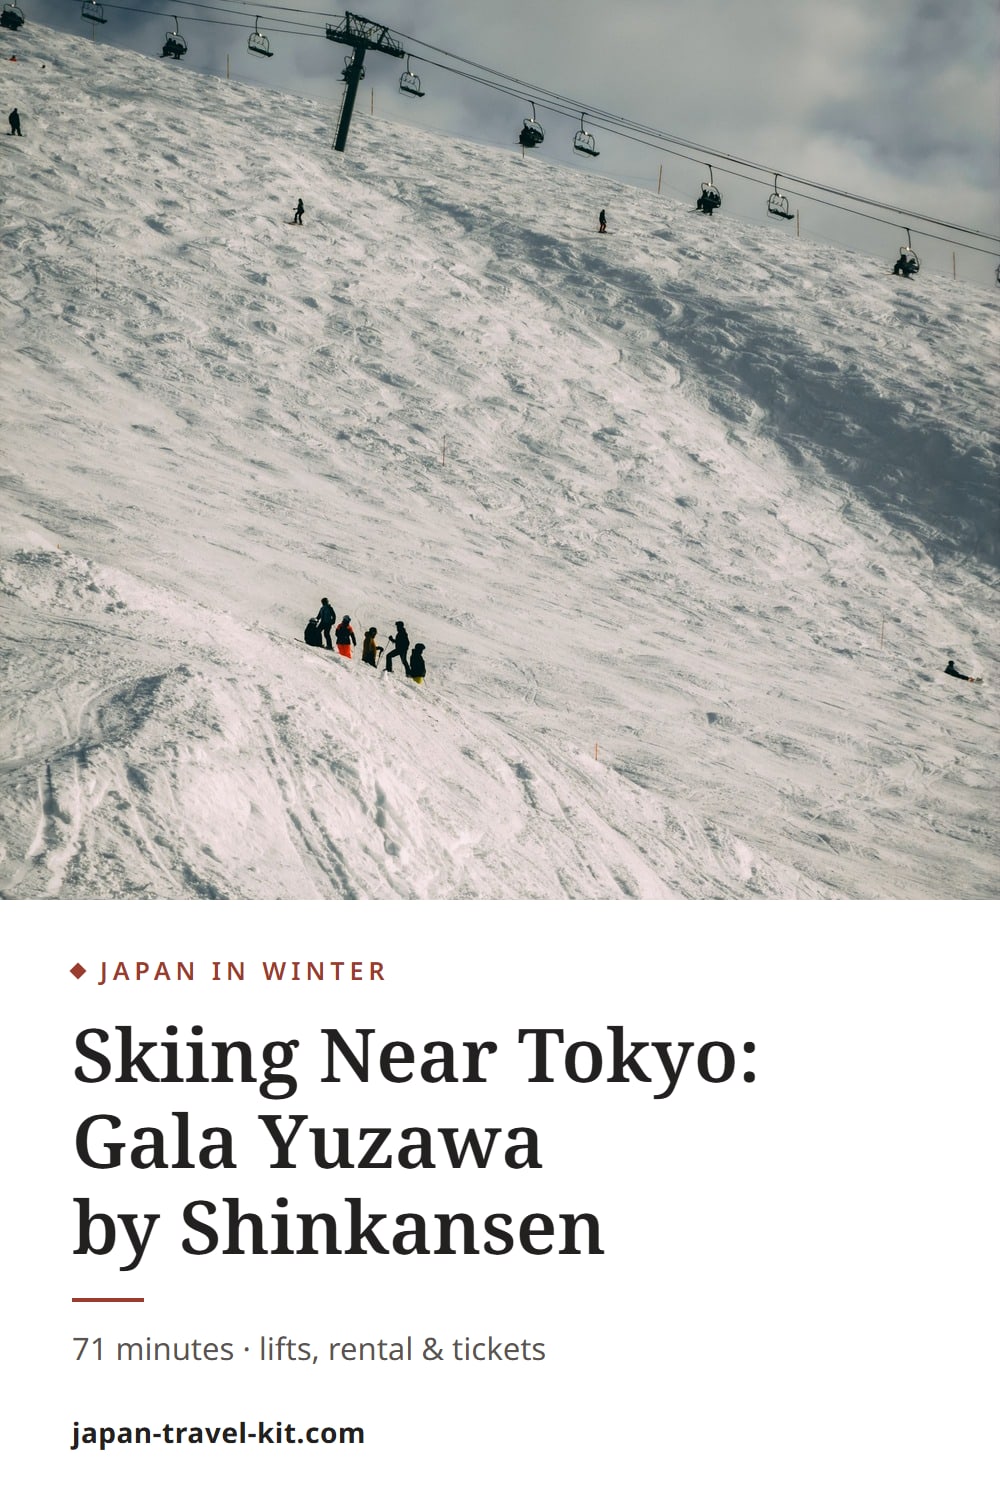 JAPAN IN WINTER
Skiing Near Tokyo:
Gala Yuzawa
by Shinkansen
71 minutes · lifts, rental & tickets
japan-travel-kit.com